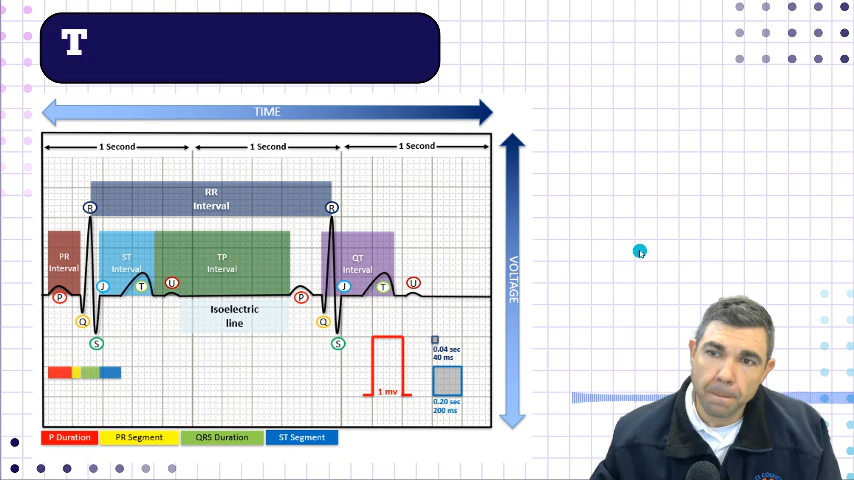 T
TIME
1 Second 1 Second 1 Second
RR
Interval
R R
PR
Interval
ST
Interval
TP
Interval
QT
Interval
VOLTAGE
P Q S J T U P Q S J T U
Isoelectric
line
1 mv
0.04 sec
40 ms
0.20 sec
200 ms
P Duration PR Segment QRS Duration ST Segment